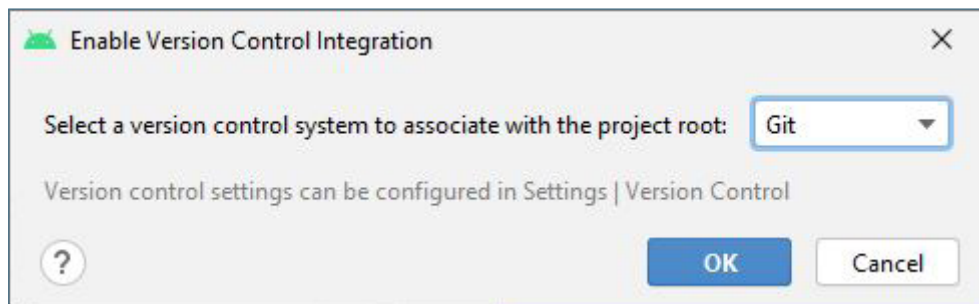 Enable Version Control Integration
Select a version control system to associate with the project root: Git
Version control settings can be configured in Settings | Version Control
? OK Cancel